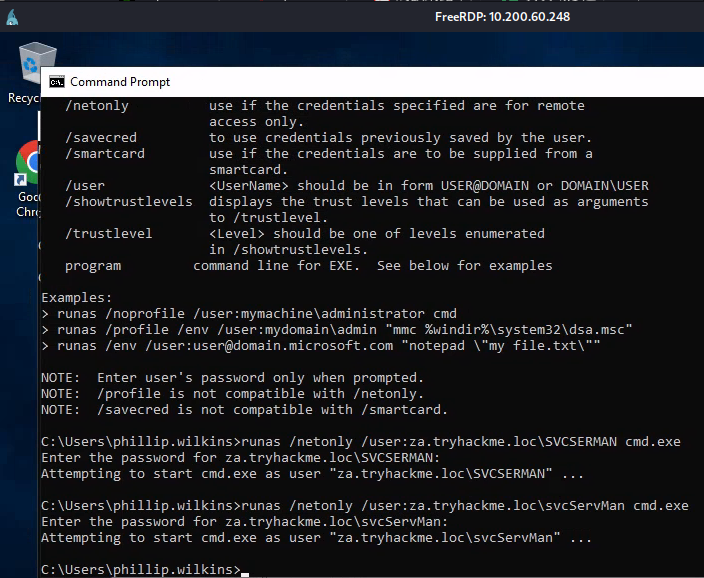 FreeRDP: 10.200.60.248
Recyc
Command Prompt
/netonly use if the credentials specified are for remote
access only.
/savecred to use credentials previously saved by the user.
/smartcard use if the credentials are to be supplied from a
smartcard.
/user <UserName> should be in form USER@DOMAIN or DOMAIN\USER
/showtrustlevels displays the trust levels that can be used as arguments
to /trustlevel.
/trustlevel <Level> should be one of levels enumerated
in /showtrustlevels.
program command line for EXE. See below for examples
Goo
Chr
Examples:
> runas /noprofile /user:mymachine\administrator cmd
> runas /profile /env /user:mydomain\admin "mmc %windir%\system32\dsa.msc"
> runas /env /user:user@domain.microsoft.com "notepad \"my file.txt\""
NOTE: Enter user's password only when prompted.
NOTE: /profile is not compatible with /netonly.
NOTE: /savecred is not compatible with /smartcard.
C:\Users\phillip.wilkins>runas /netonly /user:za.tryhackme.loc\SVCSERMAN cmd.exe
Enter the password for za.tryhackme.loc\SVCSERMAN:
Attempting to start cmd.exe as user "za.tryhackme.loc\SVCSERMAN" ...
C:\Users\phillip.wilkins>runas /netonly /user:za.tryhackme.loc\svcServMan cmd.exe
Enter the password for za.tryhackme.loc\svcServMan:
Attempting to start cmd.exe as user "za.tryhackme.loc\svcServMan" ...
C:\Users\phillip.wilkins>